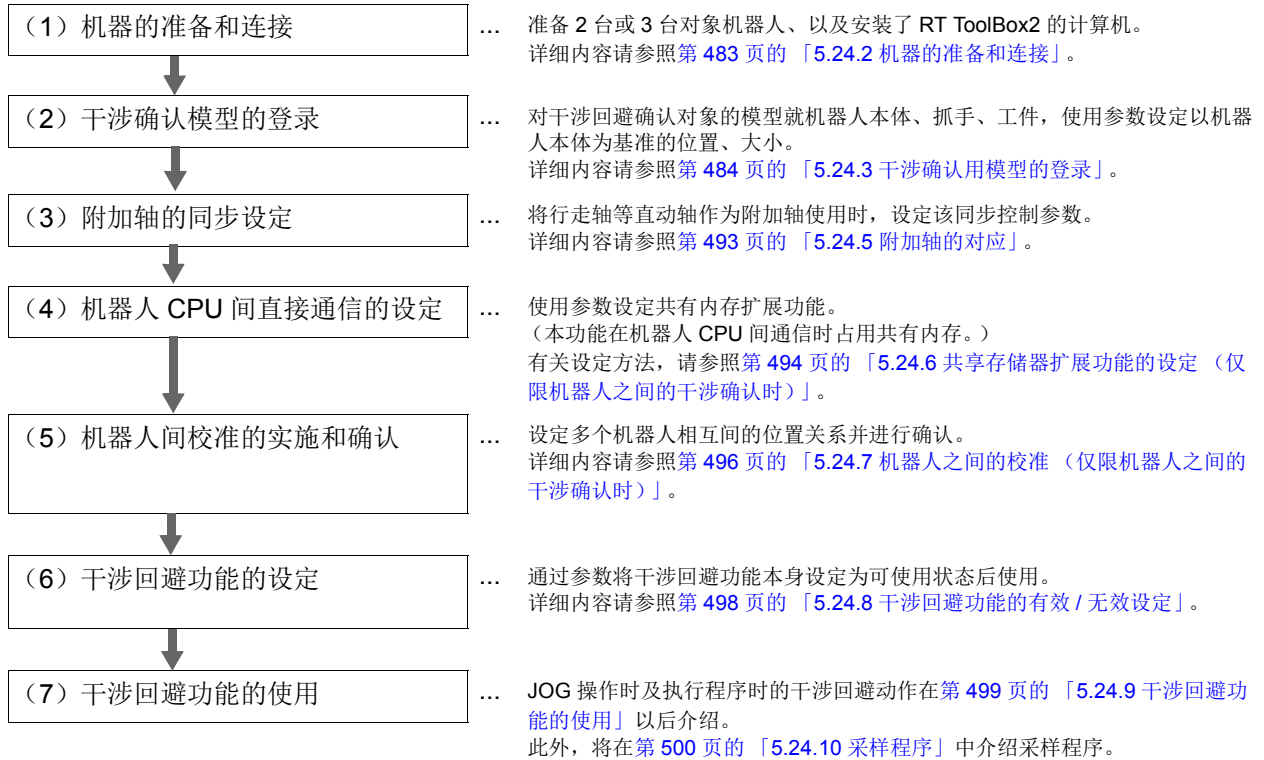 （1）机器的准备和连接
... 准备 2 台或 3 台对象机器人、以及安装了 RT ToolBox2 的计算机。
详细内容请参照第 483 页的 「5.24.2 机器的准备和连接」。
（2）干涉确认模型的登录
... 对干涉回避确认对象的模型就机器人本体、抓手、工件，使用参数设定以机器
人本体为基准的位置、大小。
详细内容请参照第 484 页的 「5.24.3 干涉确认用模型的登录」。
（3）附加轴的同步设定
... 将行走轴等直动轴作为附加轴使用时，设定该同步控制参数。
详细内容请参照第 493 页的 「5.24.5 附加轴的对应」。
（4）机器人 CPU 间直接通信的设定
... 使用参数设定共有内存扩展功能。
（本功能在机器人 CPU 间通信时占用共有内存。）
有关设定方法，请参照第 494 页的 「5.24.6 共享存储器扩展功能的设定 （仅
限机器人之间的干涉确认时）」。
（5）机器人间校准的实施和确认
... 设定多个机器人相互间的位置关系并进行确认。
详细内容请参照第 496 页的 「5.24.7 机器人之间的校准 （仅限机器人之间的
干涉确认时）」。
（6）干涉回避功能的设定
... 通过参数将干涉回避功能本身设定为可使用状态后使用。
详细内容请参照第 498 页的 「5.24.8 干涉回避功能的有效 / 无效设定」。
（7）干涉回避功能的使用
... JOG 操作时及执行程序时的干涉回避动作在第 499 页的 「5.24.9 干涉回避功
能的使用」以后介绍。
此外，将在第 500 页的 「5.24.10 采样程序」中介绍采样程序。